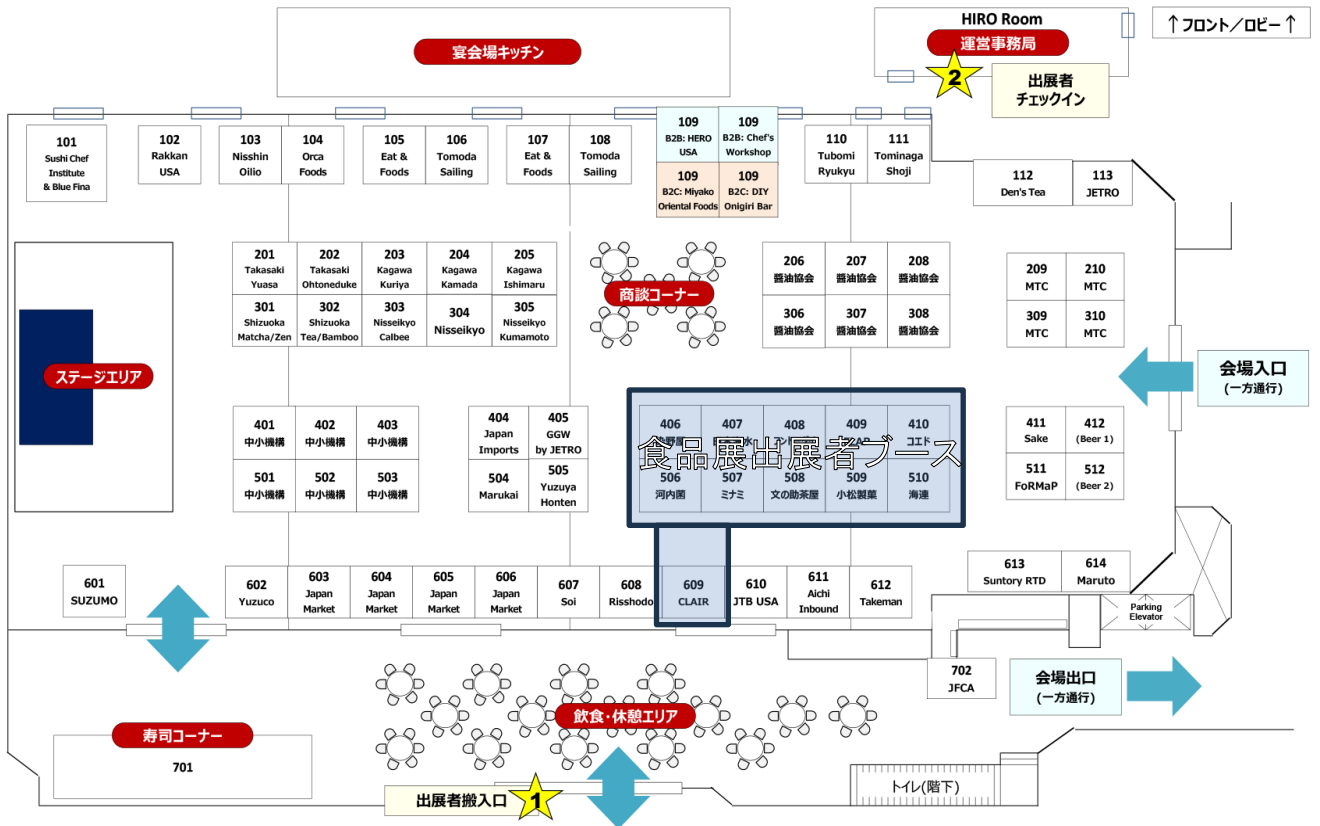 HIRO Room
↑フロント／ロビー↑
宴会場キッチン
運営事務局
2
出展者
チェックイン
101
Sushi Chef
Institute
& Blue Fina
102
Rakkan
USA
103
Nisshin
Oilio
104
Orca
Foods
105
Eat &
Foods
106
Tomoda
Sailing
107
Eat &
Foods
108
Tomoda
Sailing
109
B2B: HERO
USA
109
B2B: Chef's
Workshop
109
B2C: Miyako
Oriental Foods
109
B2C: DIY
Onigiri Bar
110
Tubomi
Ryukyu
111
Tominaga
Shoji
112
Den's Tea
113
JETRO
201
Takasaki
Yuasa
202
Takasaki
Ohtoneduke
203
Kagawa
Kuriya
204
Kagawa
Kamada
205
Kagawa
Ishimaru
206
醤油協会
207
醤油協会
208
醤油協会
209
MTC
210
MTC
商談コーナー
301
Shizuoka
Matcha/Zen
302
Shizuoka
Tea/Bamboo
303
Nisseikyo
Calbee
304
Nisseikyo
305
Nisseikyo
Kumamoto
306
醤油協会
307
醤油協会
308
醤油協会
309
MTC
310
MTC
ステージエリア
会場入口
(一方通行)
401
中小機構
402
中小機構
403
中小機構
404
Japan
Imports
405
GGW
by JETRO
406
407
408
409
410
コエド
食品展出展者ブース
411
Sake
412
(Beer 1)
501
中小機構
502
中小機構
503
中小機構
504
Marukai
505
Yuzuya
Honten
506
河内菌
507
ミナミ
508
文の助茶屋
509
小松製菓
510
海連
511
FoRMaP
512
(Beer 2)
601
SUZUMO
602
Yuzuco
603
Japan
Market
604
Japan
Market
605
Japan
Market
606
Japan
Market
607
Soi
608
Risshodo
609
CLAIR
610
JTB USA
611
Aichi
Inbound
612
Takeman
613
Suntory RTD
614
Maruto
Parking
Elevator
702
JFCA
会場出口
(一方通行)
飲食・休憩エリア
寿司コーナー
701
出展者搬入口
1
トイレ(階下)